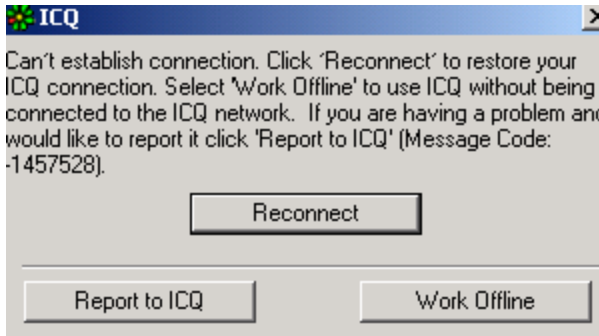 ICQ
Can´t establish connection. Click ´Reconnect´ to restore your
ICQ connection. Select 'Work Offline' to use ICQ without being
connected to the ICQ network.  If you are having a problem and
would like to report it click 'Report to ICQ' (Message Code:
-1457528).
Reconnect
Report to ICQ
Work Offline